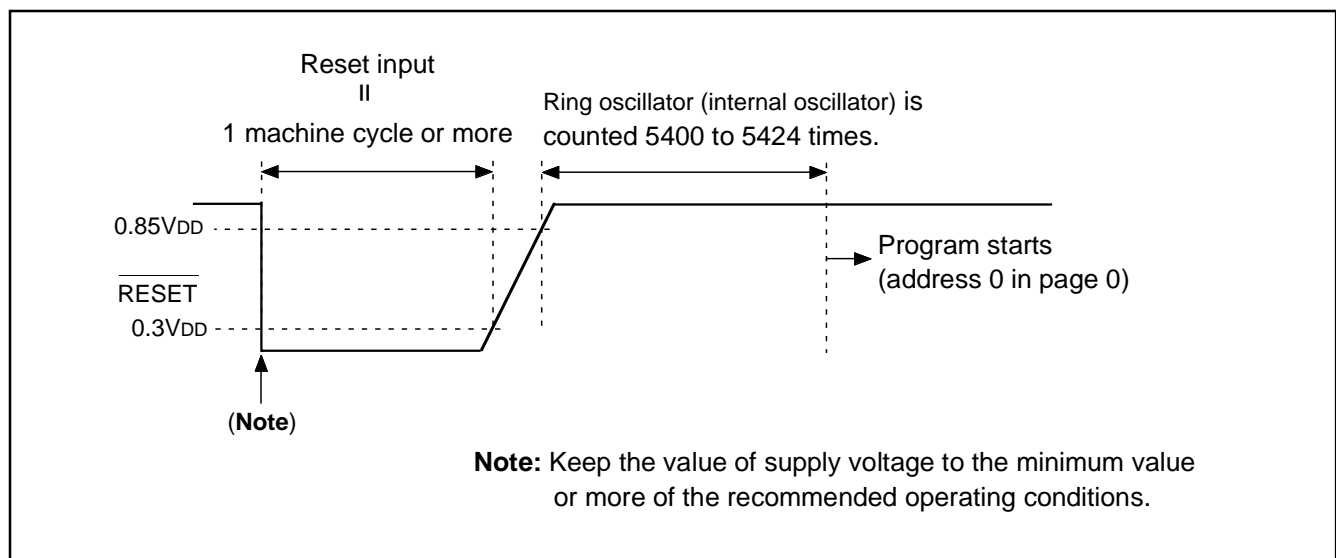 Reset input
=
1 machine cycle or more
Ring oscillator (internal oscillator) is
counted 5400 to 5424 times.
0.85VDD
RESET
0.3VDD
Program starts
(address 0 in page 0)
(Note)
Note: Keep the value of supply voltage to the minimum value
or more of the recommended operating conditions.